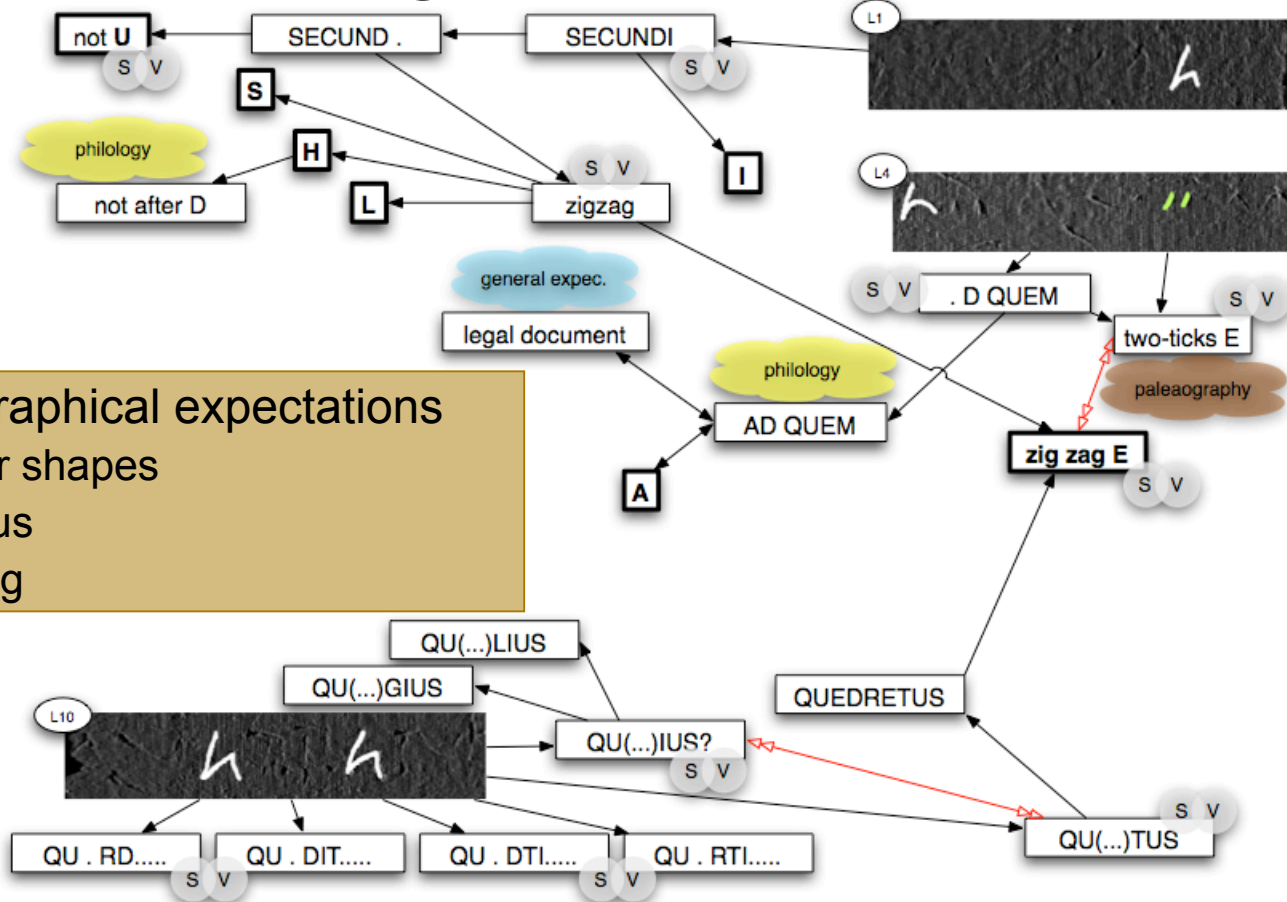 L1
not U
SECUND .
SECUNDI
S V
S V
S
philology
H
S V
I
L4
not after D
L
zigzag
general expec.
S V
. D QUEM
S V
legal document
two-ticks E
philology
paleaography
raphical expectations
AD QUEM
r shapes
zig zag E
A
S V
us
g
QU(...)LIUS
QU(...)GIUS
QUEDRETUS
L10
QU(...)IUS?
S V
S V
QU(...)TUS
QU . RD.....
QU . DIT.....
QU . DTI.....
QU . RTI.....
S V
S V